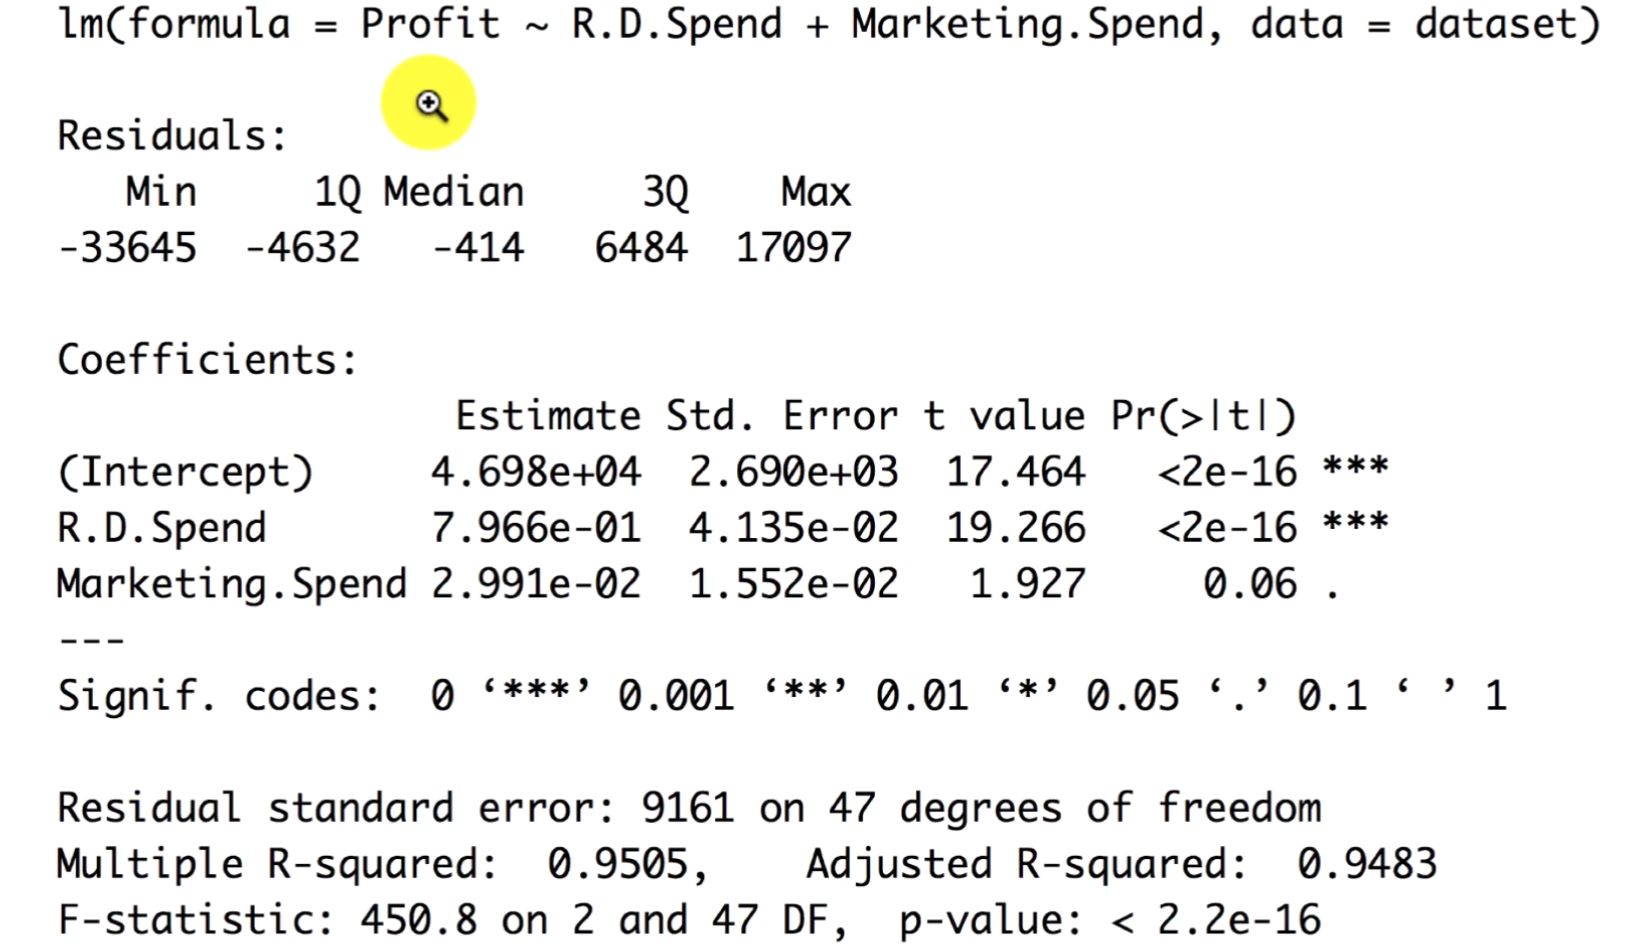 lm(formula = Profit ~ R.D.Spend + Marketing.Spend, data = dataset)
Residuals:
Min 1Q Median 3Q Max
-33645 -4632 -414 6484 17097
Coefficients:
Estimate Std. Error t value Pr(>|t|)
(Intercept) 4.698e+04 2.690e+03 17.464 <2e-16 ***
R.D.Spend 7.966e-01 4.135e-02 19.266 <2e-16 ***
Marketing.Spend 2.991e-02 1.552e-02 1.927 0.06 .
---
Signif. codes: 0 ‘***’ 0.001 ‘**’ 0.01 ‘*’ 0.05 ‘.’ 0.1 ‘ ’ 1
Residual standard error: 9161 on 47 degrees of freedom
Multiple R-squared: 0.9505, Adjusted R-squared: 0.9483
F-statistic: 450.8 on 2 and 47 DF, p-value: < 2.2e-16